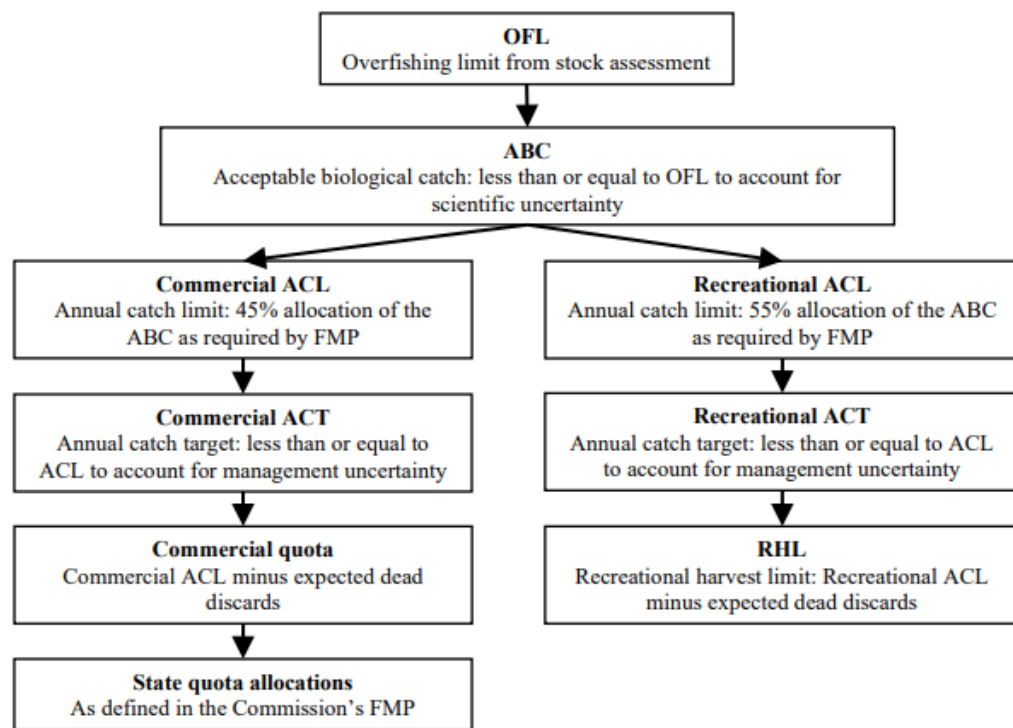 OFL
Overfishing limit from stock assessment
ABC
Acceptable biological catch: less than or equal to OFL to account for
scientific uncertainty
Commercial ACL
Annual catch limit: 45% allocation of the
ABC as required by FMP
Recreational ACL
Annual catch limit: 55% allocation of the ABC
as required by FMP
Commercial ACT
Annual catch target: less than or equal to
ACL to account for management uncertainty
Recreational ACT
Annual catch target: less than or equal to ACL
to account for management uncertainty
Commercial quota
Commercial ACL minus expected dead
discards
RHL
Recreational harvest limit: Recreational ACL
minus expected dead discards
State quota allocations
As defined in the Commission's FMP